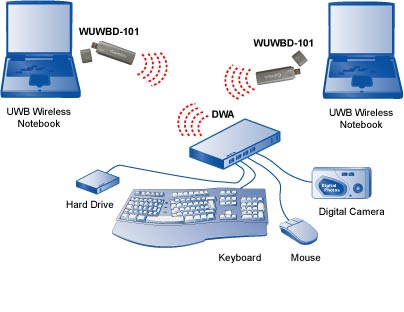 WUWBD-101
WUWBD-101
UWB Wireless
Notebook
UWB Wireless
Notebook
DWA
Hard Drive
Digital
Photos
Digital Camera
Keyboard
Mouse